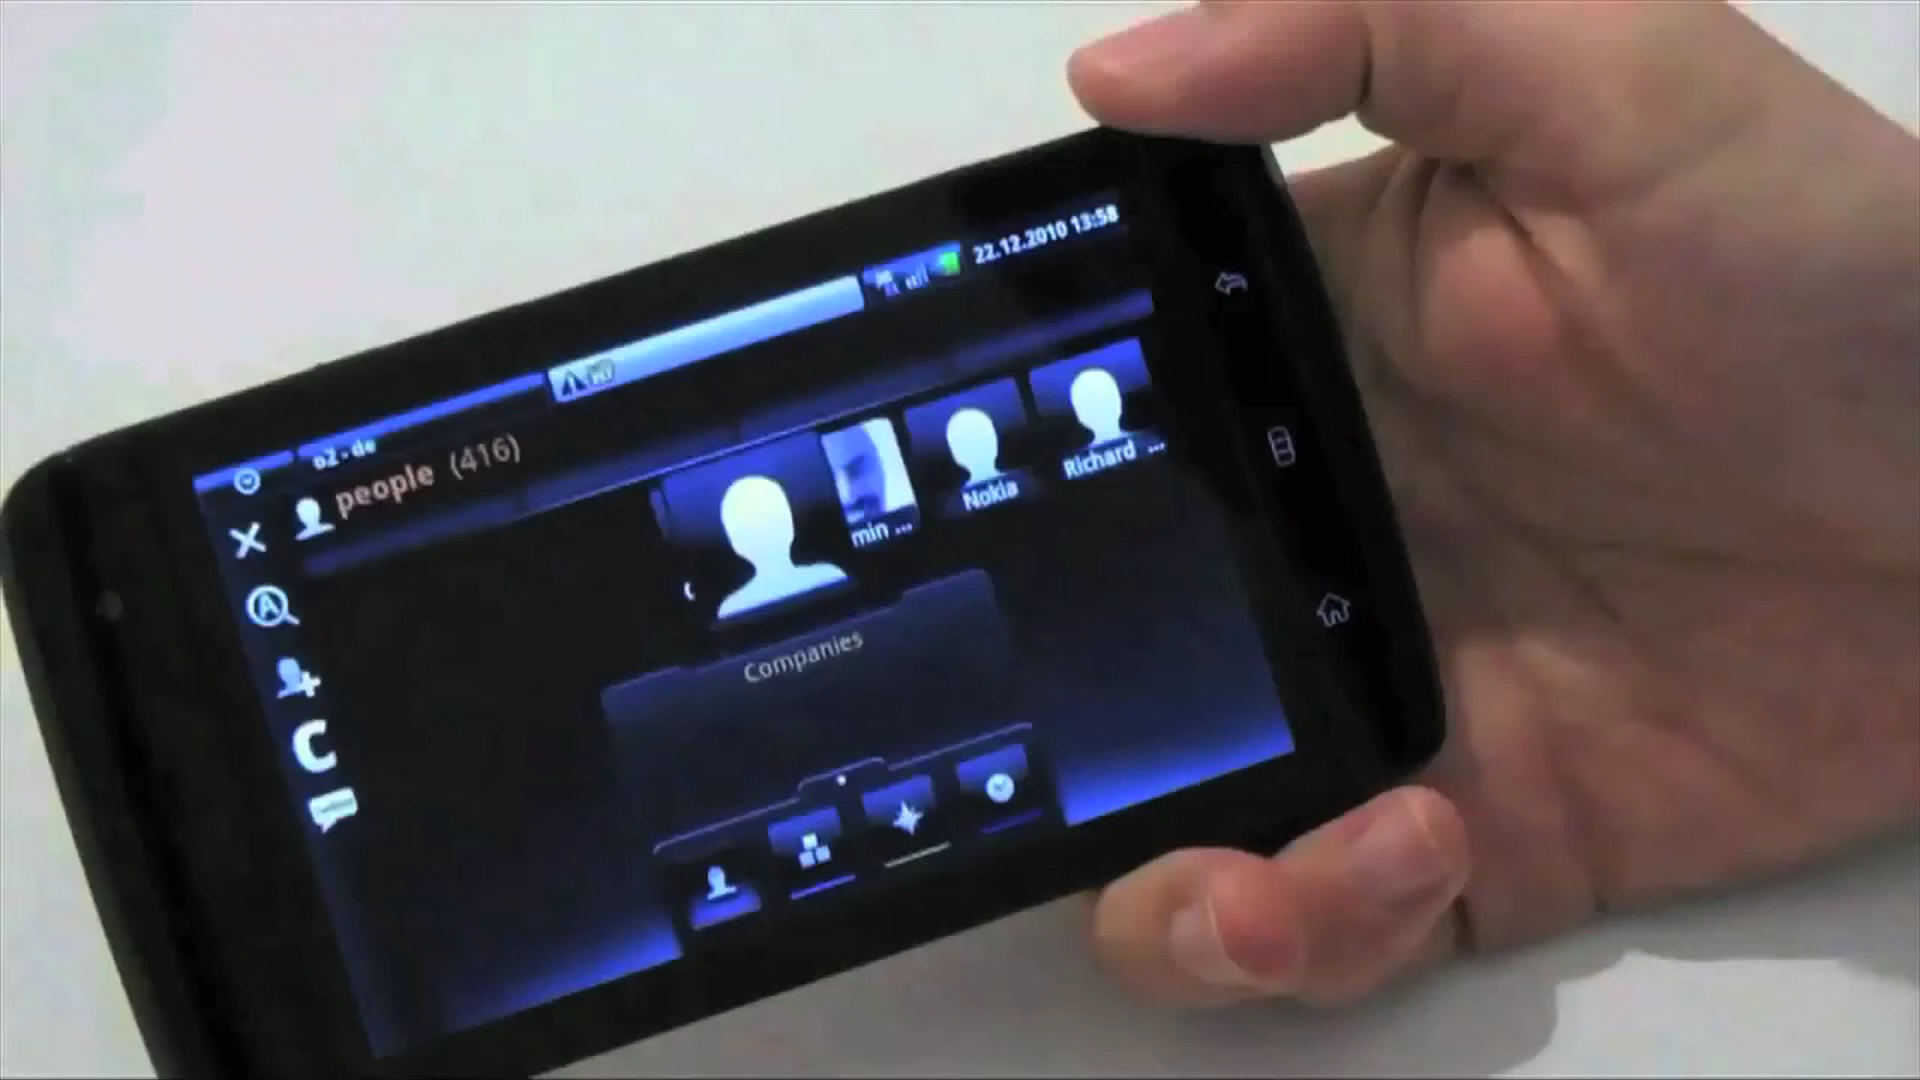 22.12.2010 13:58
o2 - de
people (416)
min ...
Nokia
Richard ...
Companies
A
C